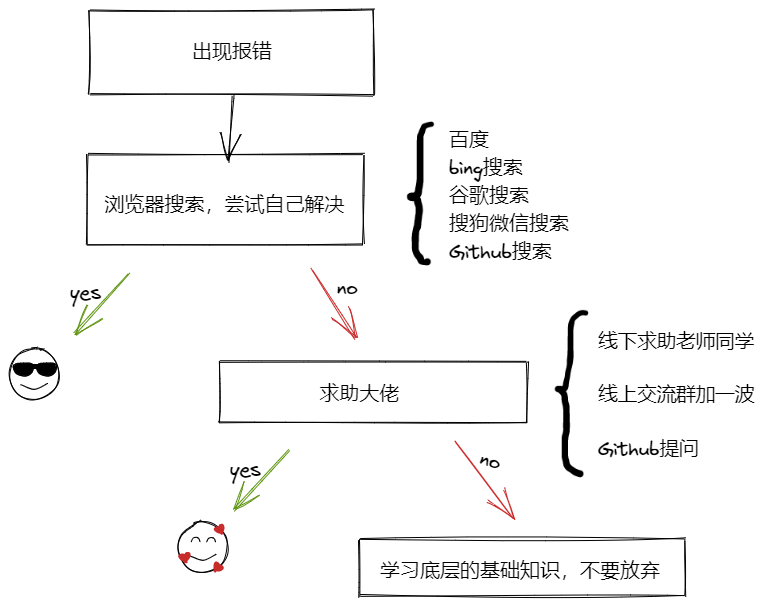 出现报错
浏览器搜索，尝试自己解决
百度
bing搜索
谷歌搜索
搜狗微信搜索
Github搜索
yes
no
求助大佬
线下求助老师同学
线上交流群加一波
Github提问
yes
no
学习底层的基础知识，不要放弃